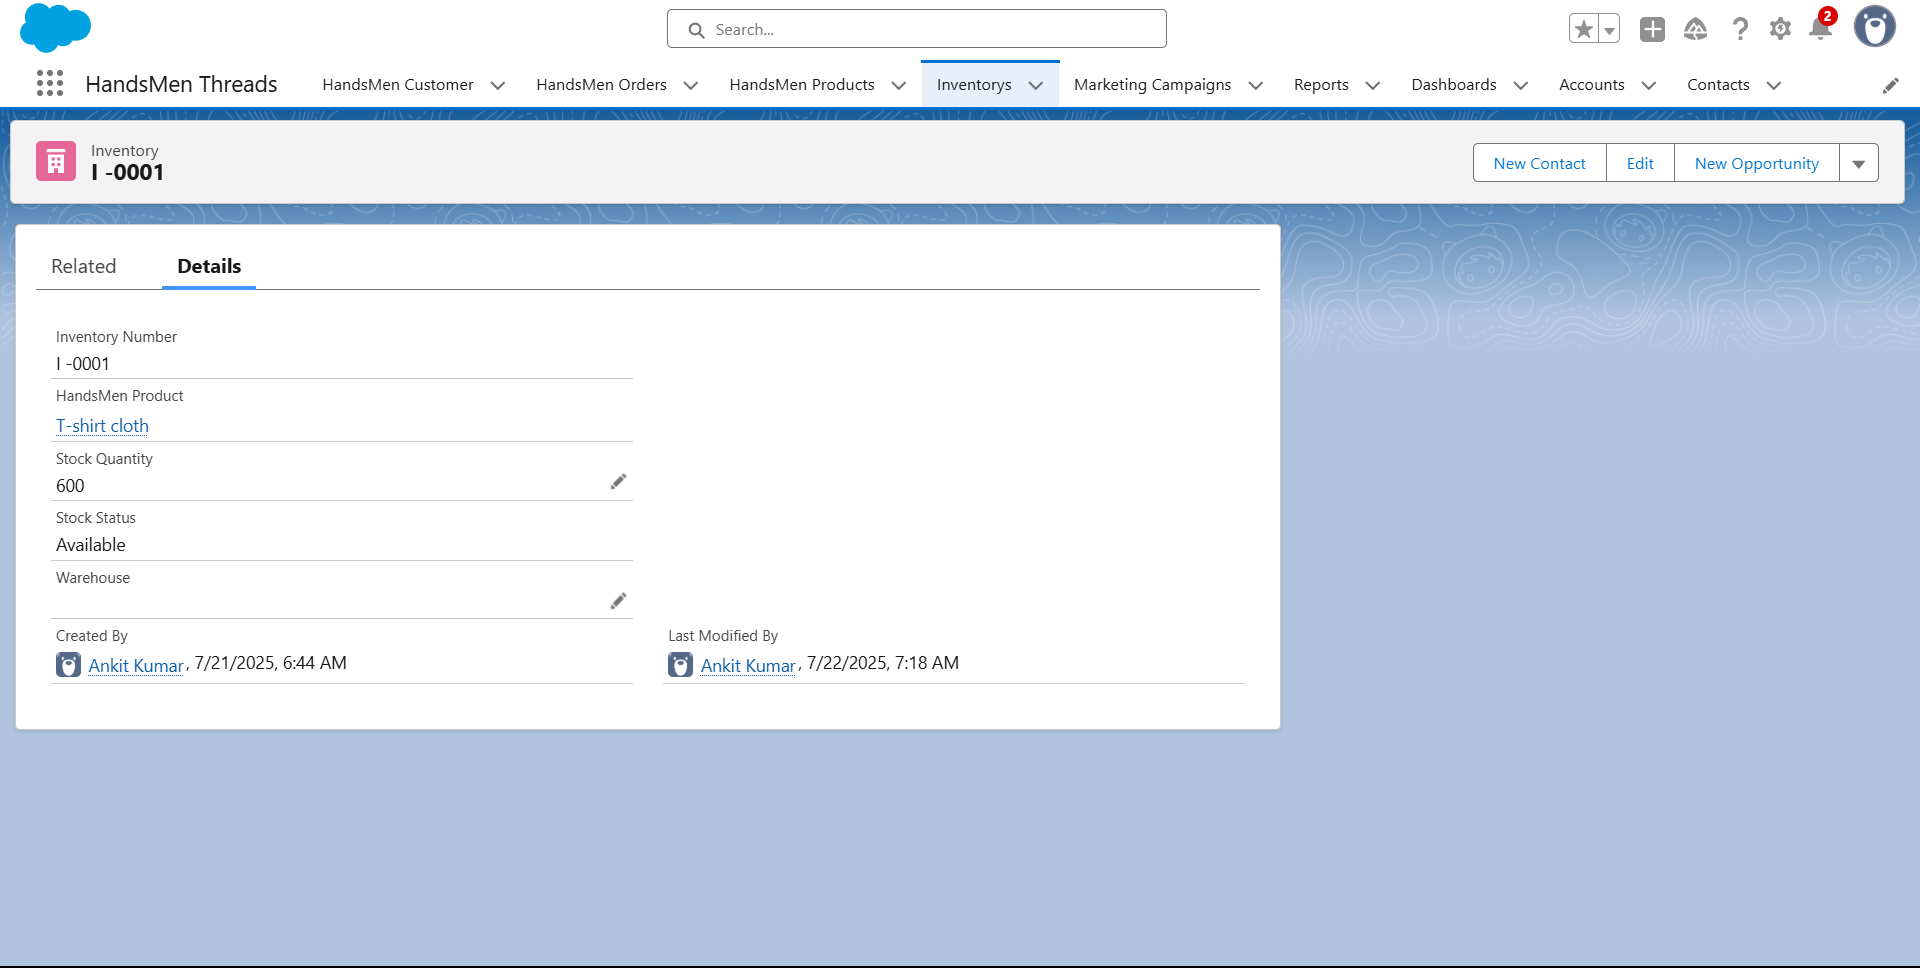 Search...
2
HandsMen Threads HandsMen Customer HandsMen Orders HandsMen Products Inventorys Marketing Campaigns Reports Dashboards Accounts Contacts
Inventory
I -0001
New Contact Edit New Opportunity
Related Details
Inventory Number
I -0001
HandsMen Product
T-shirt cloth
Stock Quantity
600
Stock Status
Available
Warehouse
Created By Last Modified By
Ankit Kumar, 7/21/2025, 6:44 AM Ankit Kumar, 7/22/2025, 7:18 AM